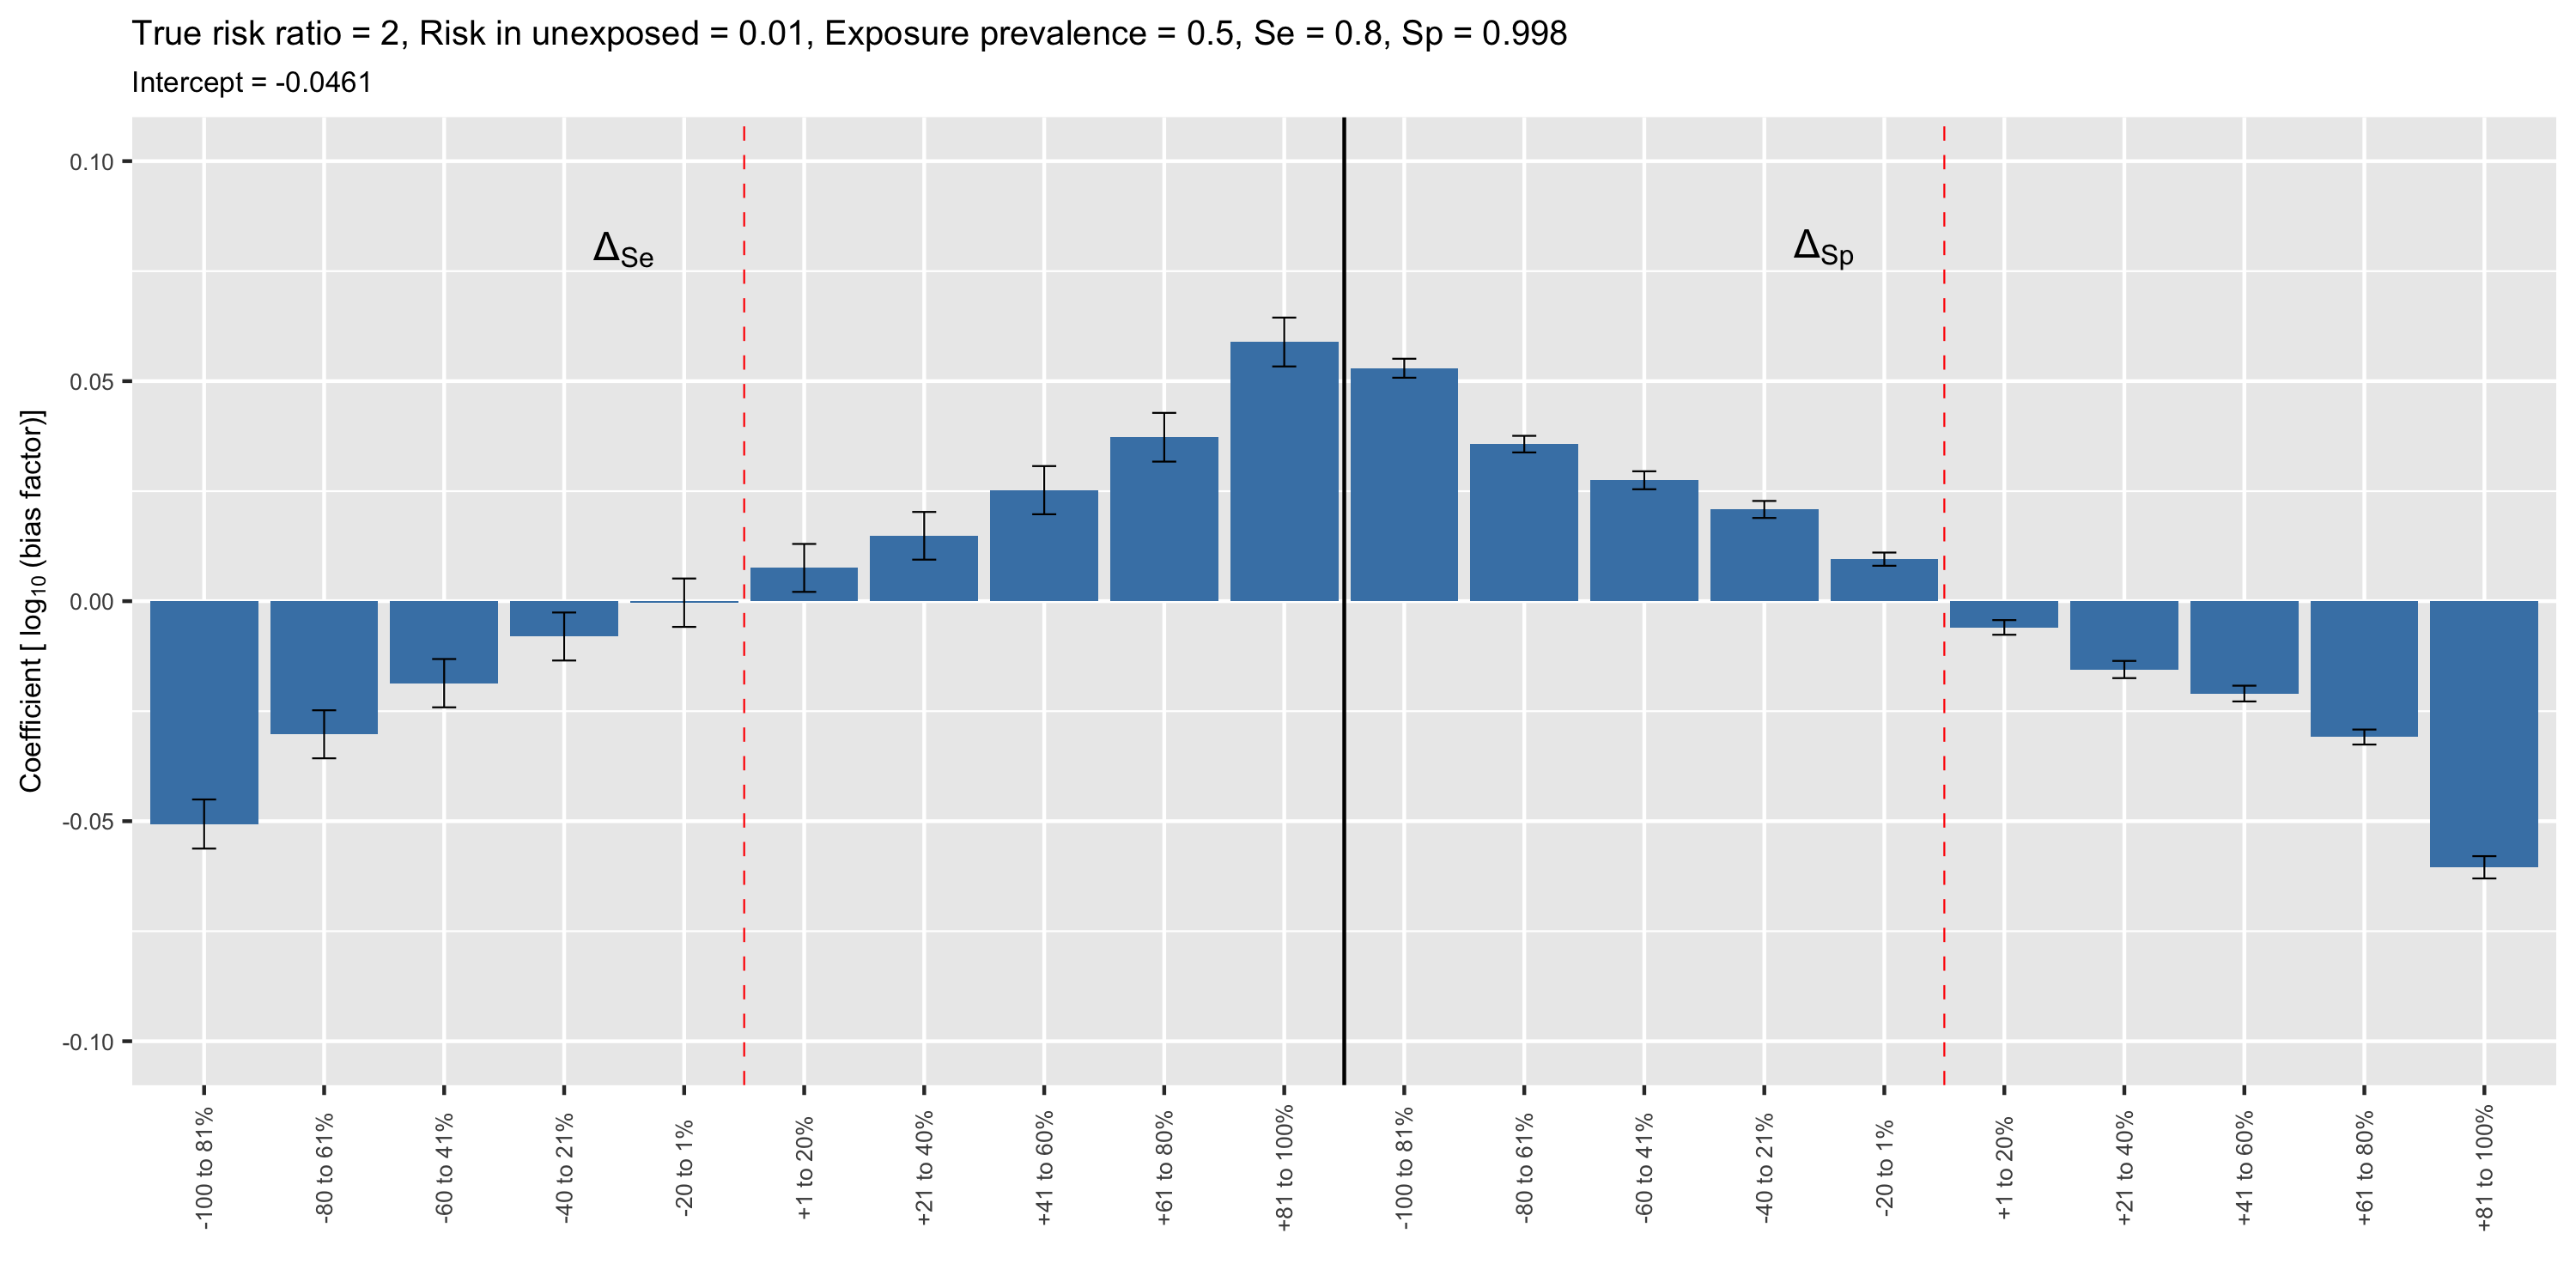 True risk ratio = 2, Risk in unexposed = 0.01, Exposure prevalence = 0.5, Se = 0.8, Sp = 0.998
Intercept = -0.0461
Coefficient [ log10 (bias factor)]
0.10
0.05
0.00
-0.05
-0.10
ΔSe
ΔSp
-100 to 81%
-80 to 61%
-60 to 41%
-40 to 21%
-20 to 1%
+1 to 20%
+21 to 40%
+41 to 60%
+61 to 80%
+81 to 100%
-100 to 81%
-80 to 61%
-60 to 41%
-40 to 21%
-20 to 1%
+1 to 20%
+21 to 40%
+41 to 60%
+61 to 80%
+81 to 100%